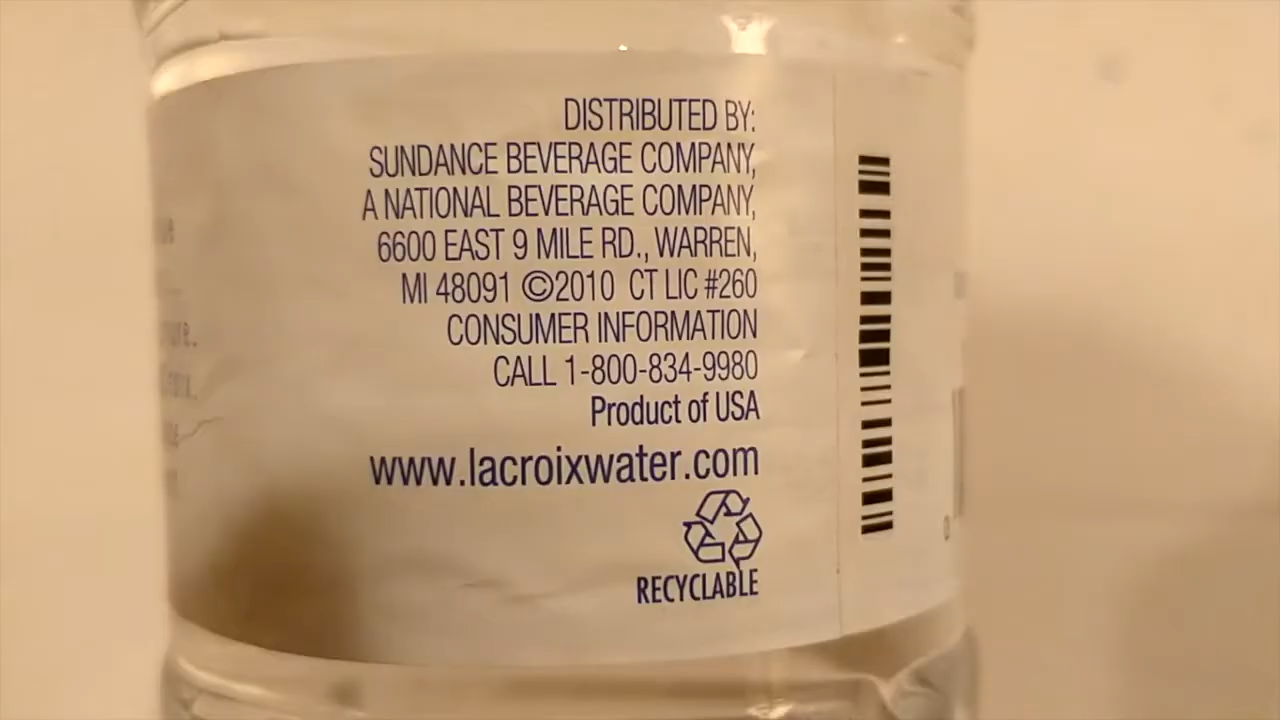 DISTRIBUTED BY:
SUNDANCE BEVERAGE COMPANY,
A NATIONAL BEVERAGE COMPANY,
6600 EAST 9 MILE RD., WARREN,
MI 48091 ©2010 CT LIC #260
CONSUMER INFORMATION
CALL 1-800-834-9980
Product of USA
www.lacroixwater.com
RECYCLABLE
0